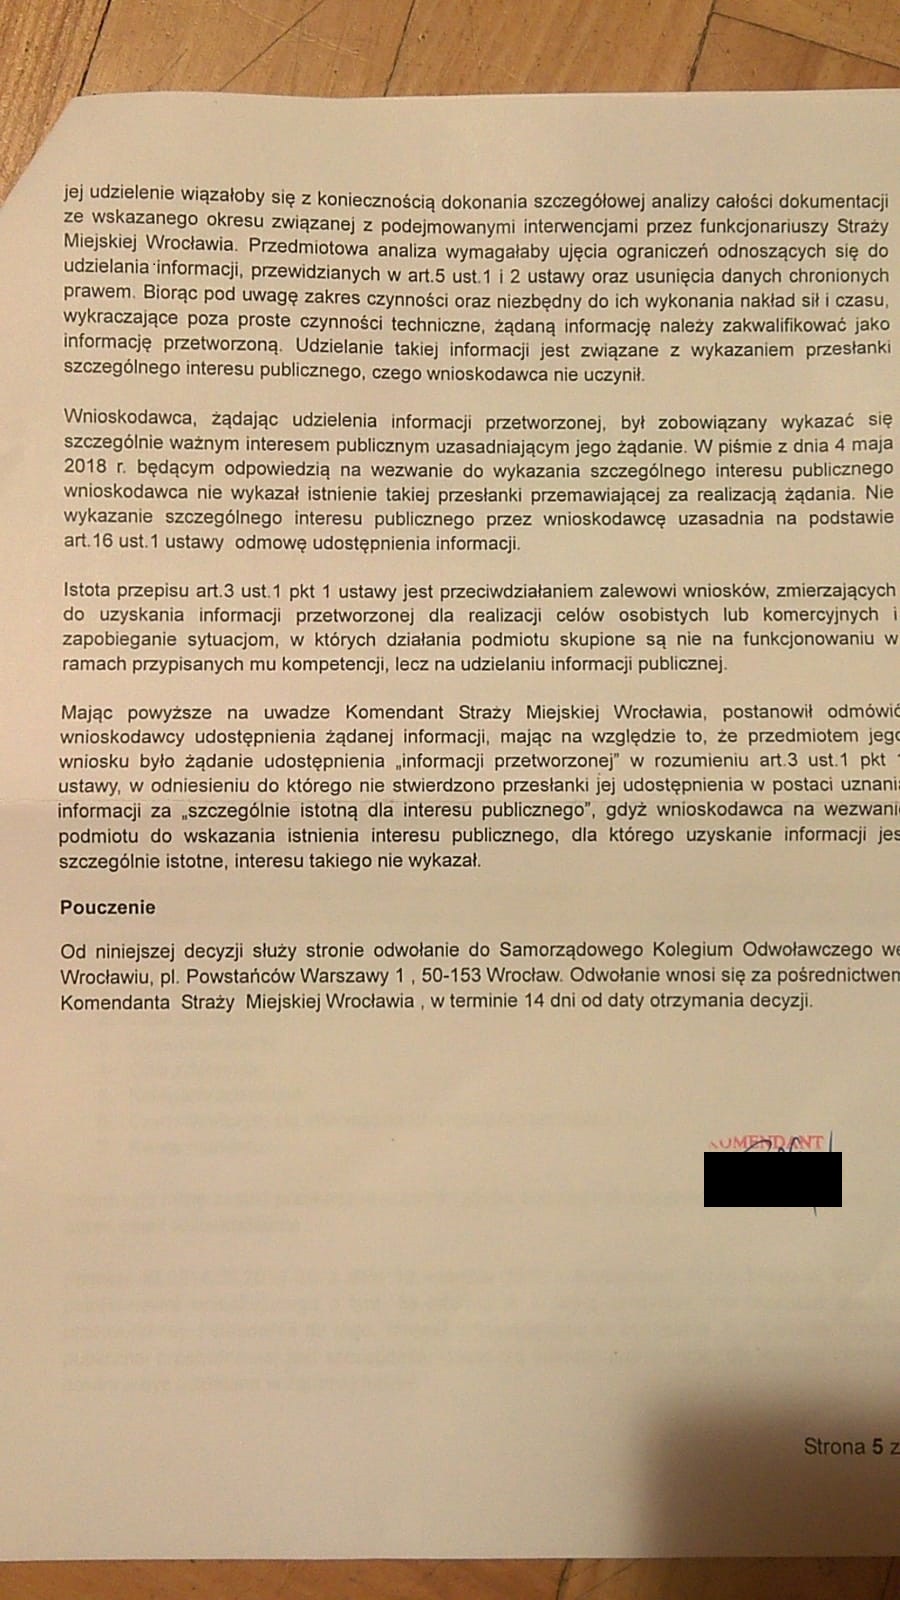 jej udzielenie wiązałoby się z koniecznością dokonania szczegółowej analizy całości dokumentacji
ze wskazanego okresu związanej z podejmowanymi interwencjami przez funkcjonariuszy Straży
Miejskiej Wrocławia. Przedmiotowa analiza wymagałaby ujęcia ograniczeń odnoszących się do
udzielania informacji, przewidzianych w art.5 ust.1 i 2 ustawy oraz usunięcia danych chronionych
prawem. Biorąc pod uwagę zakres czynności oraz niezbędny do ich wykonania nakład sił i czasu,
wykraczające poza proste czynności techniczne, żądaną informację należy zakwalifikować jako
informację przetworzoną. Udzielanie takiej informacji jest związane z wykazaniem przesłanki
szczególnego interesu publicznego, czego wnioskodawca nie uczynił.
Wnioskodawca, żądając udzielenia informacji przetworzonej, był zobowiązany wykazać się
szczególnie ważnym interesem publicznym uzasadniającym jego żądanie. W piśmie z dnia 4 maja
2018 r. będącym odpowiedzią na wezwanie do wykazania szczególnego interesu publicznego
wnioskodawca nie wykazał istnienie takiej przesłanki przemawiającej za realizacją żądania. Nie
wykazanie szczególnego interesu publicznego przez wnioskodawcę uzasadnia na podstawie
art.16 ust.1 ustawy odmowę udostępnienia informacji.
Istota przepisu art.3 ust.1 pkt 1 ustawy jest przeciwdziałaniem zalewowi wniosków, zmierzających
do uzyskania informacji przetworzonej dla realizacji celów osobistych lub komercyjnych i
zapobieganie sytuacjom, w których działania podmiotu skupione są nie na funkcjonowaniu w
ramach przypisanych mu kompetencji, lecz na udzielaniu informacji publicznej.
Mając powyższe na uwadze Komendant Straży Miejskiej Wrocławia, postanowił odmówić
wnioskodawcy udostępnienia żądanej informacji, mając na względzie to, że przedmiotem jego
wniosku było żądanie udostępnienia „informacji przetworzonej” w rozumieniu art.3 ust.1 pkt 1
ustawy, w odniesieniu do którego nie stwierdzono przesłanki jej udostępnienia w postaci uznani
informacji za „szczególnie istotną dla interesu publicznego”, gdyż wnioskodawca na wezwani
podmiotu do wskazania istnienia interesu publicznego, dla którego uzyskanie informacji jes
szczególnie istotne, interesu takiego nie wykazał.
Pouczenie
Od niniejszej decyzji służy stronie odwołanie do Samorządowego Kolegium Odwoławczego we
Wrocławiu, pl. Powstańców Warszawy 1 , 50-153 Wrocław. Odwołanie wnosi się za pośrednictwem
Komendanta Straży Miejskiej Wrocławia , w terminie 14 dni od daty otrzymania decyzji.
KOMENDANT
Strona 5 z